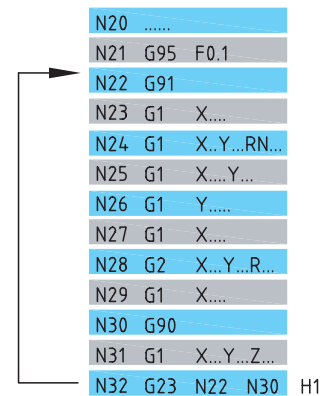 N20 ......
N21 G95 F0.1
N22 G91
N23 G1 X....
N24 G1 X..Y...RN...
N25 G1 X....Y...
N26 G1 Y.....
N27 G1 X....
N28 G2 X...Y...R...
N29 G1 X....
N30 G90
N31 G1 X...Y...Z...
N32 G23 N22 N30 H1